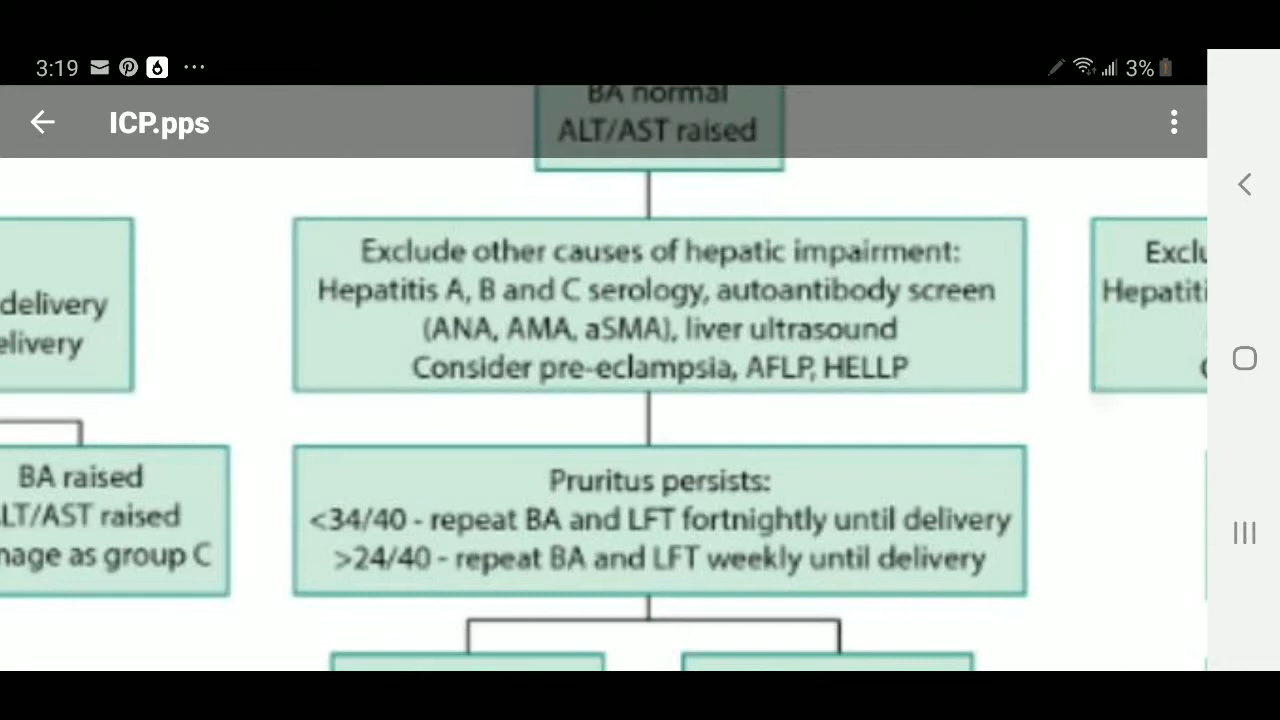 3:19
3%
ICP.pps
BA normal
ALT/AST raised
delivery
elivery
Exclude other causes of hepatic impairment:
Hepatitis A, B and C serology, autoantibody screen
(ANA, AMA, aSMA), liver ultrasound
Consider pre-eclampsia, AFLP, HELLP
Exclu
Hepatiti
BA raised
LT/AST raised
nage as group C
Pruritus persists:
<34/40 - repeat BA and LFT fortnightly until delivery
>24/40 - repeat BA and LFT weekly until delivery